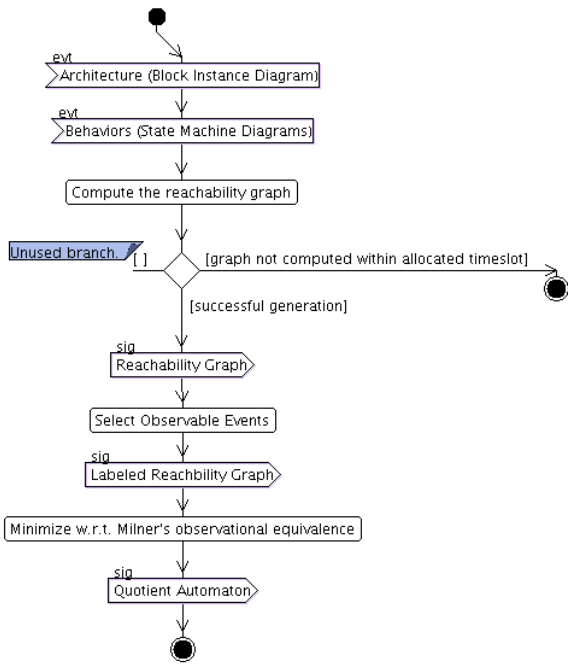 evt
Architecture (Block Instance Diagram)
evt
Behaviors (State Machine Diagrams)
Compute the reachability graph
Unused branch.
[ ]
[graph not computed within allocated timeslot]
[successful generation]
sig
Reachability Graph
Select Observable Events
sig
Labeled Reachbility Graph
Minimize w.r.t. Milner's observational equivalence
sig
Quotient Automaton